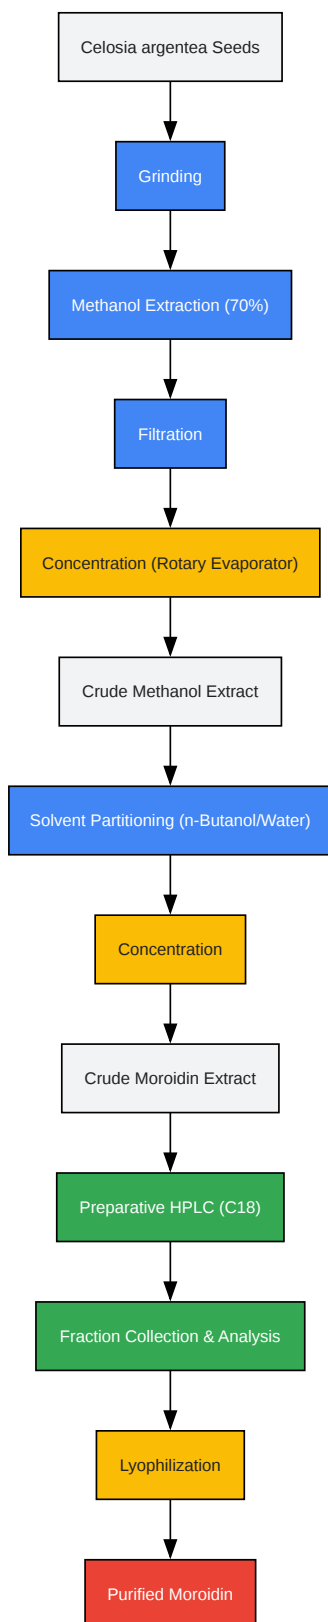 Celosia argentea Seeds
Grinding
Methanol Extraction (70%)
Filtration
Concentration (Rotary Evaporator)
Crude Methanol Extract
Solvent Partitioning (n-Butanol/Water)
Concentration
Crude Moroidin Extract
Preparative HPLC (C18)
Fraction Collection & Analysis
Lyophilization
Purified Moroidin